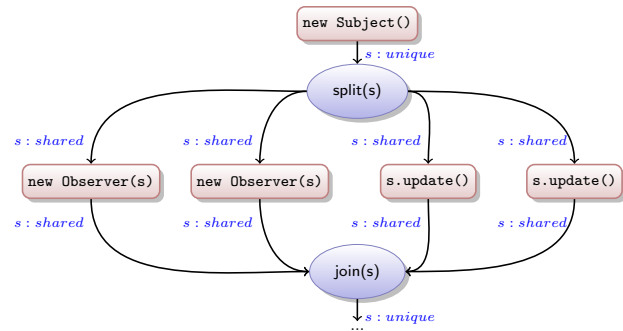 new Subject()
s : unique
split(s)
s : shared s : shared s : shared s : shared
new Observer(s) new Observer(s) s.update() s.update()
s : shared s : shared s : shared s : shared
join(s)
s : unique
...